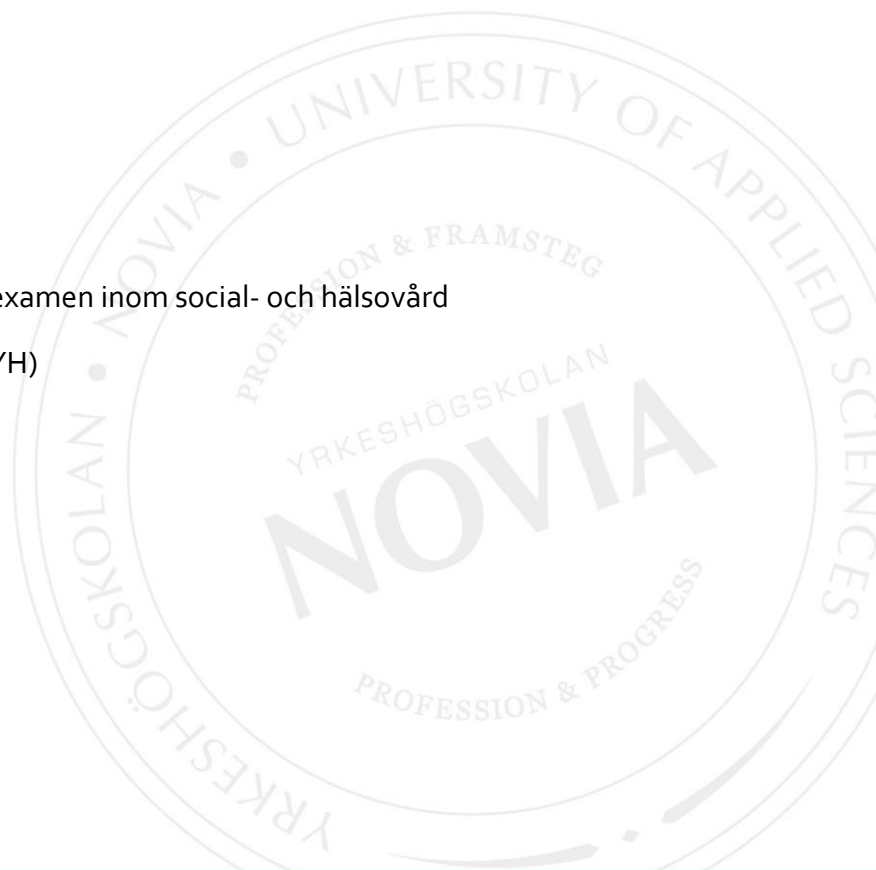 examen inom social- och hälsovård
YH)
YRKESHÖGSKOLAN • NOVIA • UNIVERSITY OF APPLIED SCIENCES
PROFESSION & FRAMSTEG
YRKESHÖGSKOLAN
NOVIA
PROFESSION & PROGRESS